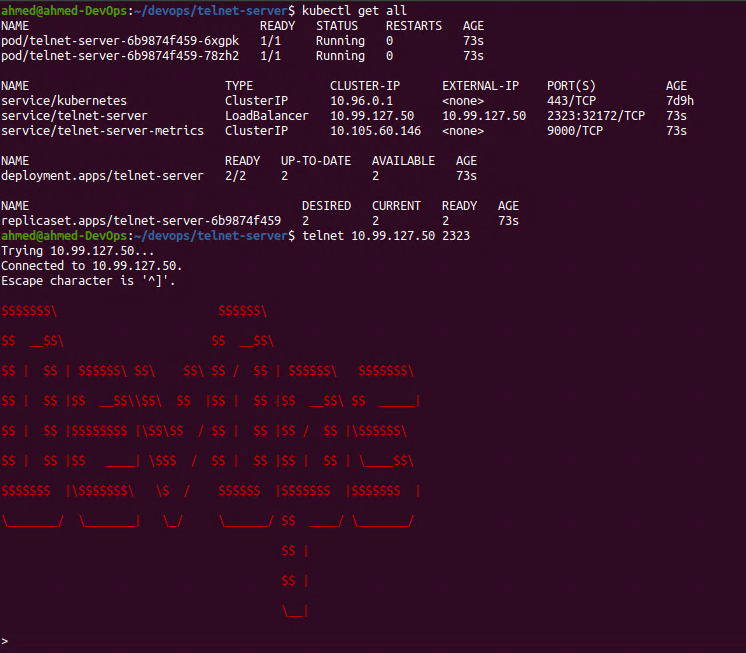 ahmed@ahmed-DevOps:~/devops/telnet-server$ kubectl get all
NAME                                 READY   STATUS    RESTARTS   AGE
pod/telnet-server-6b9874f459-6xgpk   1/1     Running   0          73s
pod/telnet-server-6b9874f459-78zh2   1/1     Running   0          73s

NAME                            TYPE           CLUSTER-IP      EXTERNAL-IP    PORT(S)          AGE
service/kubernetes              ClusterIP      10.96.0.1       <none>         443/TCP          7d9h
service/telnet-server           LoadBalancer   10.99.127.50    10.99.127.50   2323:32172/TCP   73s
service/telnet-server-metrics   ClusterIP      10.105.60.146   <none>         9000/TCP         73s

NAME                            READY   UP-TO-DATE   AVAILABLE   AGE
deployment.apps/telnet-server   2/2     2            2           73s

NAME                                       DESIRED   CURRENT   READY   AGE
replicaset.apps/telnet-server-6b9874f459   2         2         2       73s
ahmed@ahmed-DevOps:~/devops/telnet-server$ telnet 10.99.127.50 2323
Trying 10.99.127.50...
Connected to 10.99.127.50.
Escape character is '^]'.

$$$$$$$\                       $$$$$$\
$$  __$$\                     $$  __$$\
$$ |  $$ | $$$$$$\ $$\    $$\ $$ /  $$ | $$$$$$\   $$$$$$$\
$$ |  $$ |$$  __$$\\$$\  $$  |$$ |  $$ |$$  __$$\ $$  _____|
$$ |  $$ |$$$$$$$$ |\$$\$$  / $$ |  $$ |$$ /  $$ |\$$$$$$\
$$ |  $$ |$$   ____| \$$$  /  $$ |  $$ |$$ |  $$ | \____$$\
$$$$$$$  |\$$$$$$$\   \$  /    $$$$$$  |$$$$$$$  |$$$$$$$  |
\_______/  \_______|   \_/     \______/ $$  ____/ \_______/
                                        $$ |
                                        $$ |
                                        \__|
>